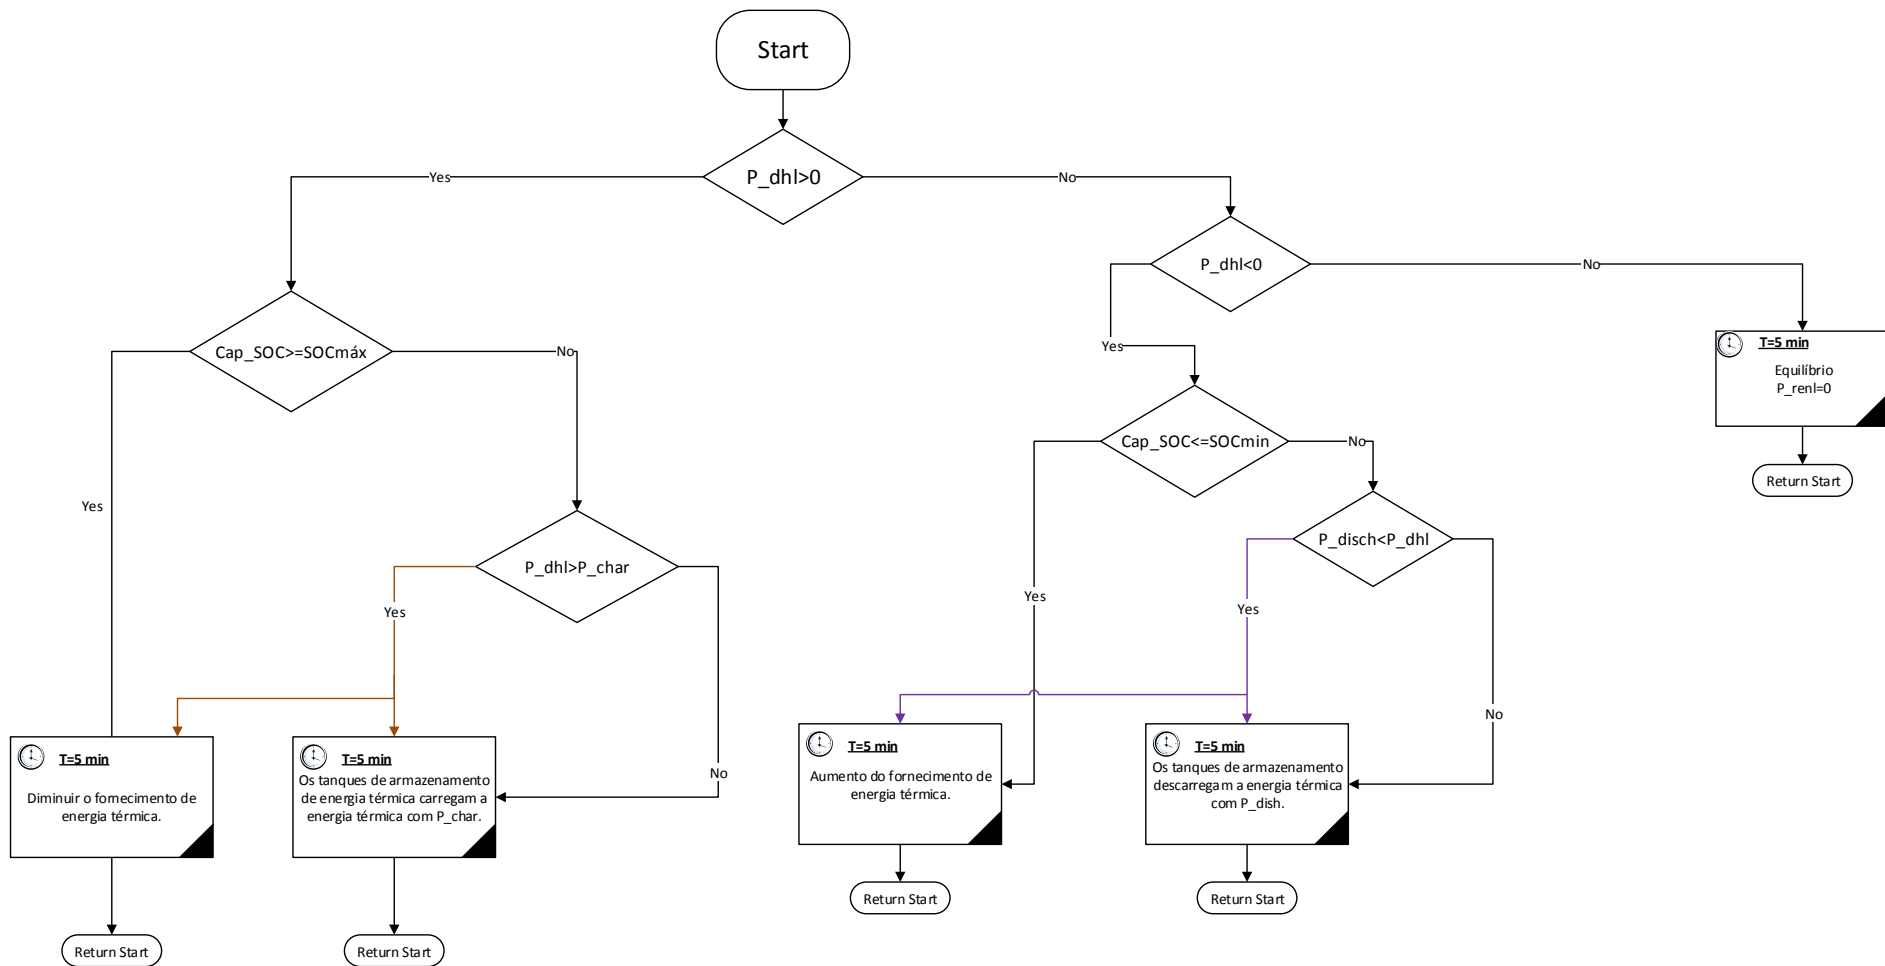 Start
P_dhl>0
Yes
No
P_dhl<0
No
Yes
Cap_SOC>=SOCmáx
No
Yes
T=5 min
Equilíbrio
P_renl=0
Return Start
Cap_SOC<=SOCmin
No
Yes
P_disch<P_dhl
Yes
No
P_dhl>P_char
Yes
No
T=5 min
Diminuir o fornecimento de
energia térmica.
Return Start
T=5 min
Os tanques de armazenamento
de energia térmica carregam a
energia térmica com P_char.
Return Start
T=5 min
Aumento do fornecimento de
energia térmica.
Return Start
T=5 min
Os tanques de armazenamento
descarregam a energia térmica
com P_dish.
Return Start